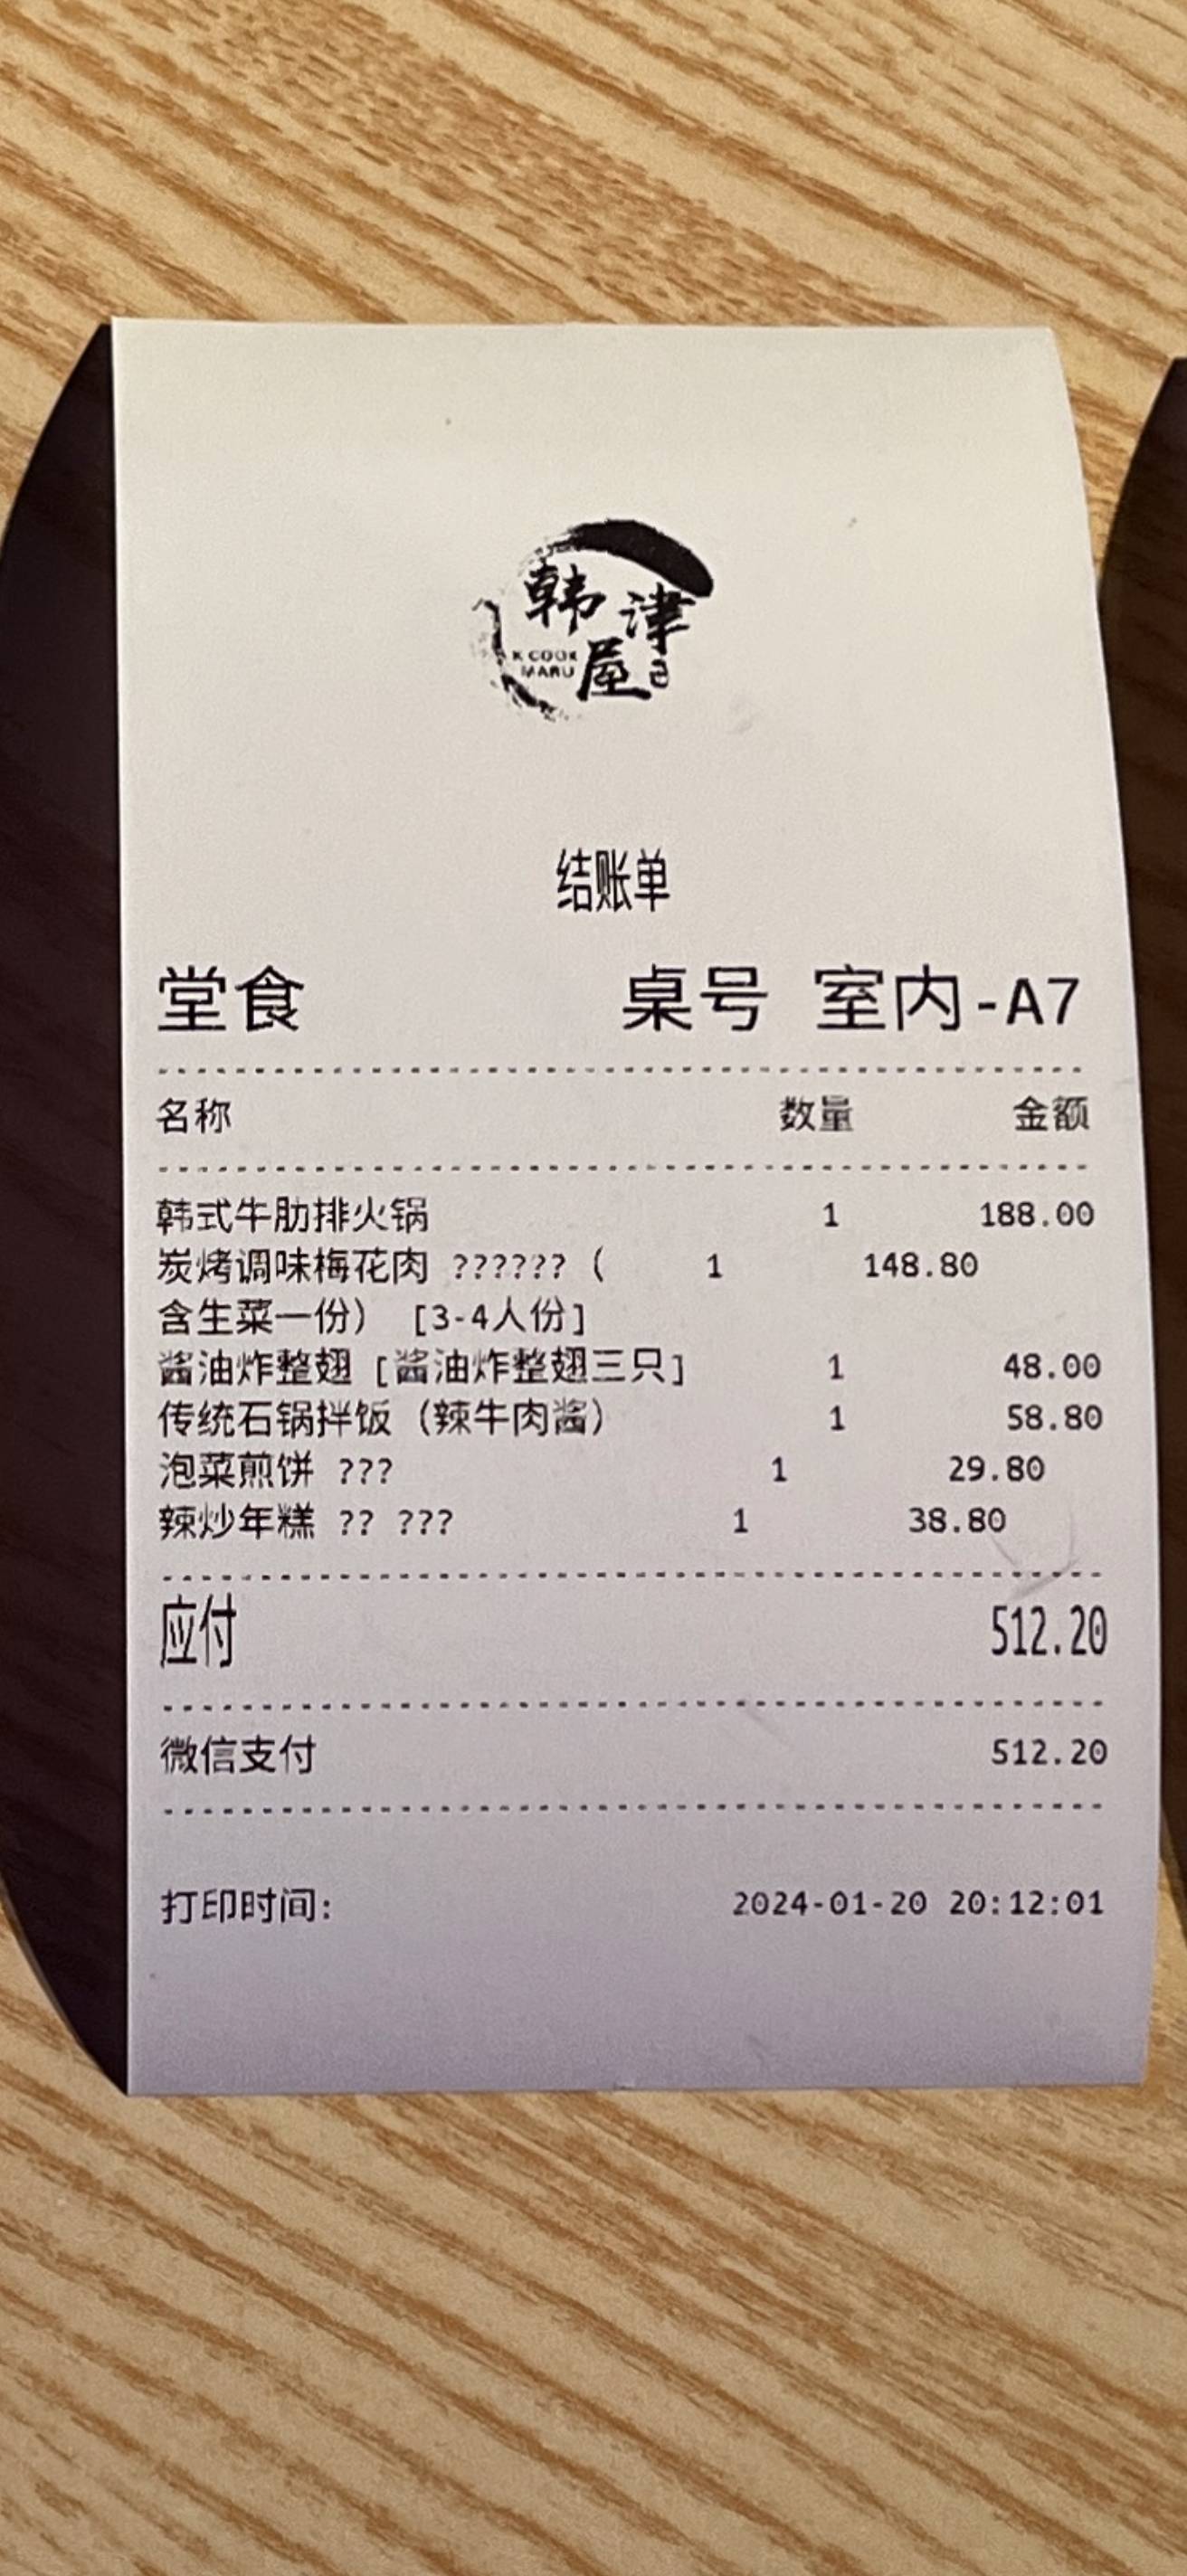 韩津
屋
K COOK
MARU
结账单
堂食 桌号 室内-A7
名称 数量 金额
韩式牛肋排火锅 1 188.00
炭烤调味梅花肉 ??????( 1 148.80
含生菜一份) [3-4人份]
酱油炸整翅 [酱油炸整翅三只] 1 48.00
传统石锅拌饭(辣牛肉酱) 1 58.80
泡菜煎饼 ??? 1 29.80
辣炒年糕 ?? ??? 1 38.80
应付 512.20
微信支付 512.20
打印时间: 2024-01-20 20:12:01